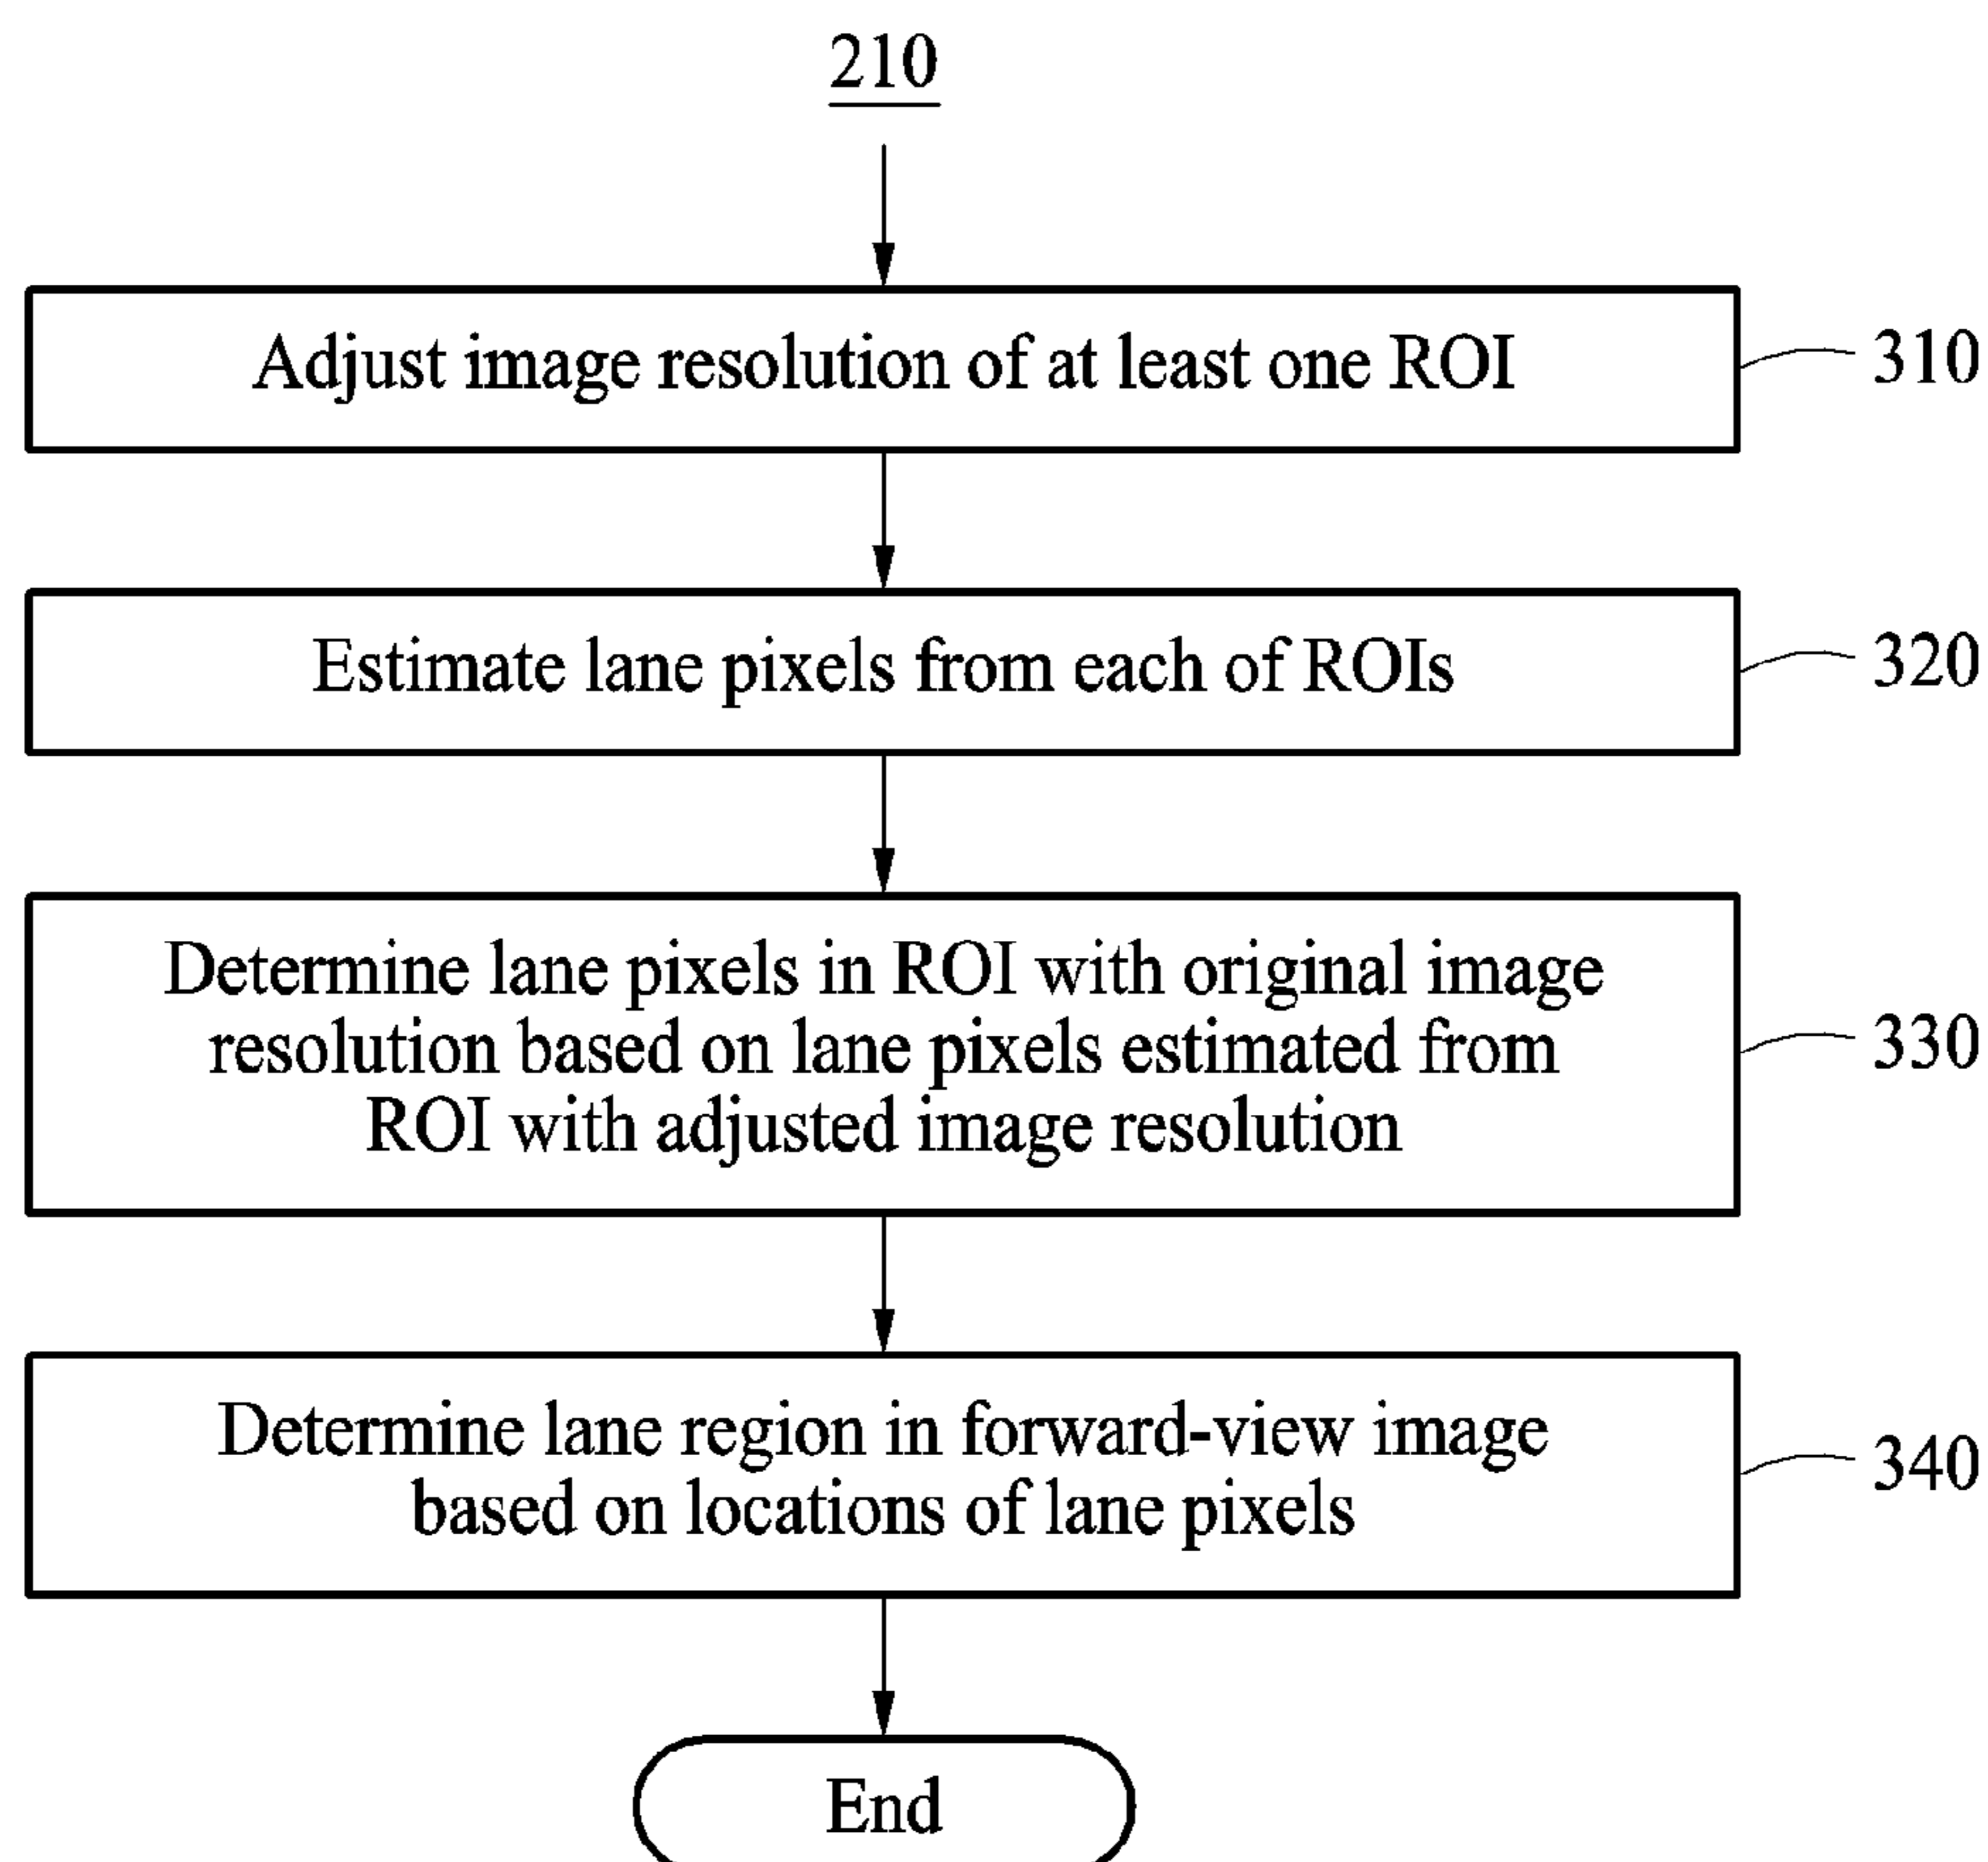 210
Adjust image resolution of at least one ROI
310
Estimate lane pixels from each of ROIs
320
Determine lane pixels in ROI with original image
resolution based on lane pixels estimated from
ROI with adjusted image resolution
330
Determine lane region in forward-view image
based on locations of lane pixels
340
End